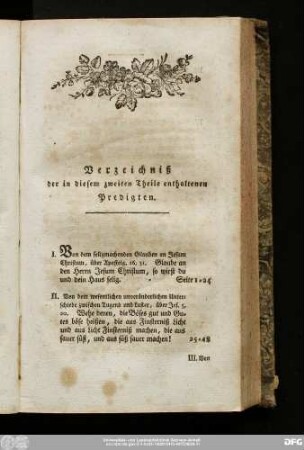 Verzeichniß
der in diesem zweiten Theile enthaltenen
Predigten.
I. Von dem seligmachenden Glauben an Jesum
Christum, über Apostelg. 16, 31. Glaube an
den Herrn Jesum Christum, so wirst du
und dein Haus selig. Seite 1-24
II. Von dem wesentlichen unveränderlichen Unter-
schiede zwischen Tugend und Laster, über Jes. 5,
20. Wehe denen, die Böses gut und Gu-
tes böse heißen, die aus Finsterniß Licht
und aus Licht Finsterniß machen, die aus
sauer süß, und aus süß sauer machen! 25-48
III. Von
DFG